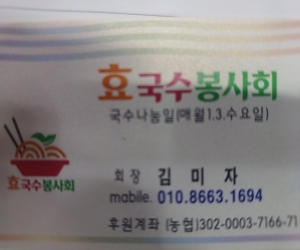 효국수봉사회
국수나눔일(매월1.3.수요일)
효국수봉사회
회장 김 미 자
mabile. 010.8663.1694
후원계좌 (농협)302-0003-7166-71